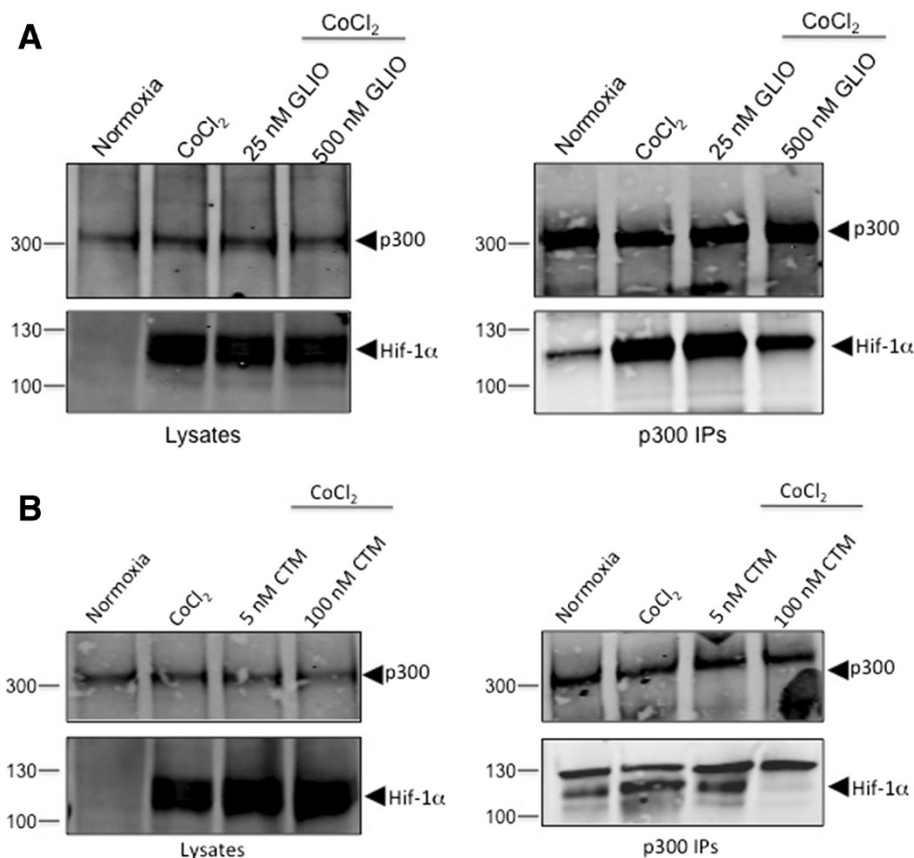 A
CoCl2
Normoxia
CoCl2
25 nM GLIO
500 nM GLIO
300
p300
130
Hif-1α
100
Lysates
CoCl2
Normoxia
CoCl2
25 nM GLIO
500 nM GLIO
300
p300
130
Hif-1α
100
p300 IPs
B
CoCl2
Normoxia
CoCl2
5 nM CTM
100 nM CTM
300
p300
130
Hif-1α
100
Lysates
CoCl2
Normoxia
CoCl2
5 nM CTM
100 nM CTM
300
p300
130
Hif-1α
100
p300 IPs